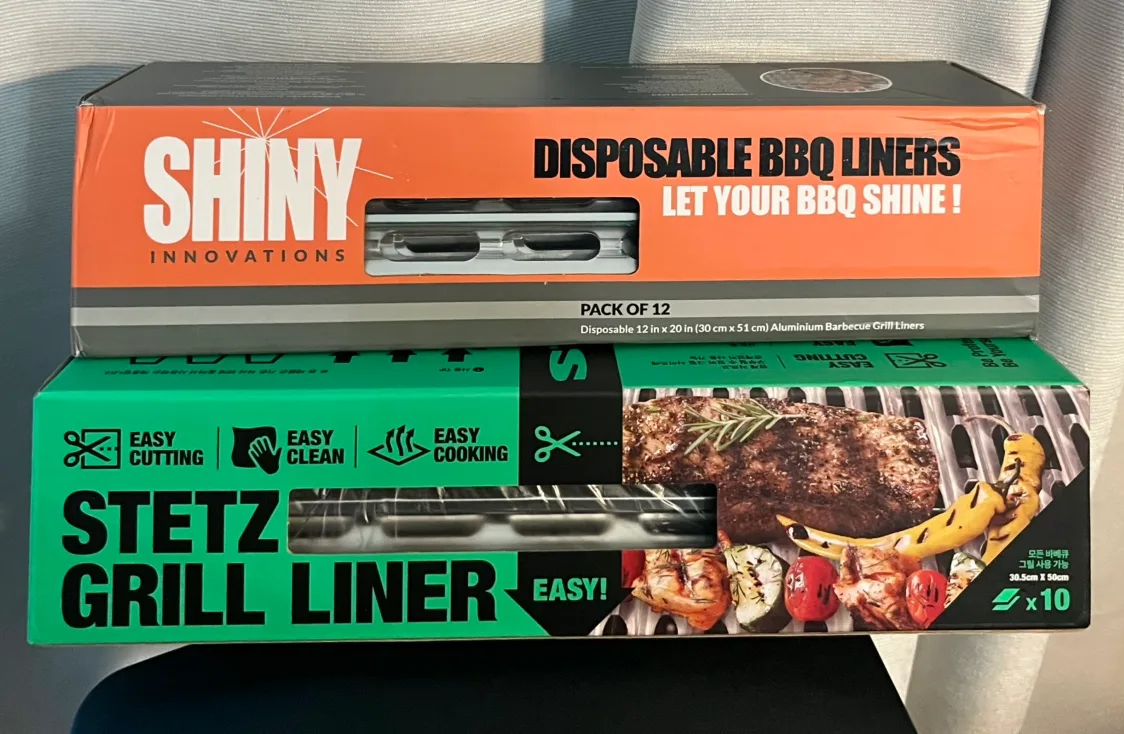 SHINY
INNOVATIONS
DISPOSABLE BBQ LINERS
LET YOUR BBQ SHINE !
PACK OF 12
Disposable 12 in x 20 in (30 cm x 51 cm) Aluminium Barbecue Grill Liners
EASY
CUTTING
EASY
CUTTING
EASY
CLEAN
EASY
COOKING
STETZ
GRILL LINER
EASY!
모든 바베큐
그릴 사용 가능
30.5cm X 50cm
x 10